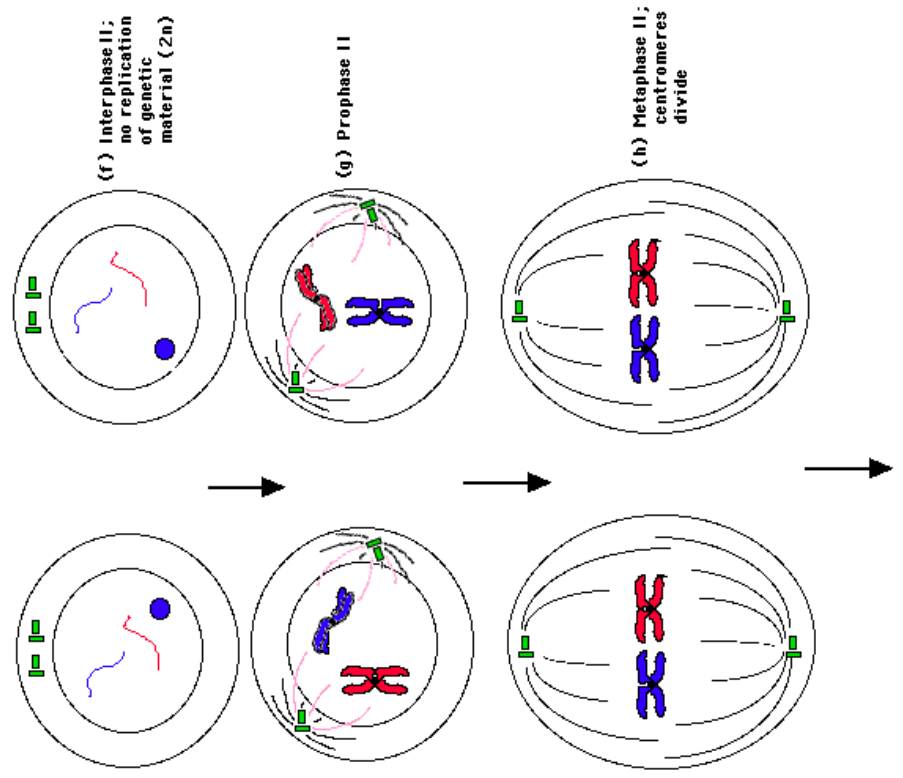 (f) Interphase II;
no replication
of genetic
material (2n)
(g) Prophase II
(h) Metaphase II;
centromeres
divide